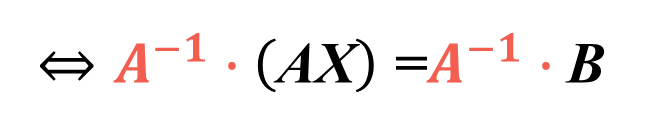 ⇔ A⁻¹ · (AX) = A⁻¹ · B